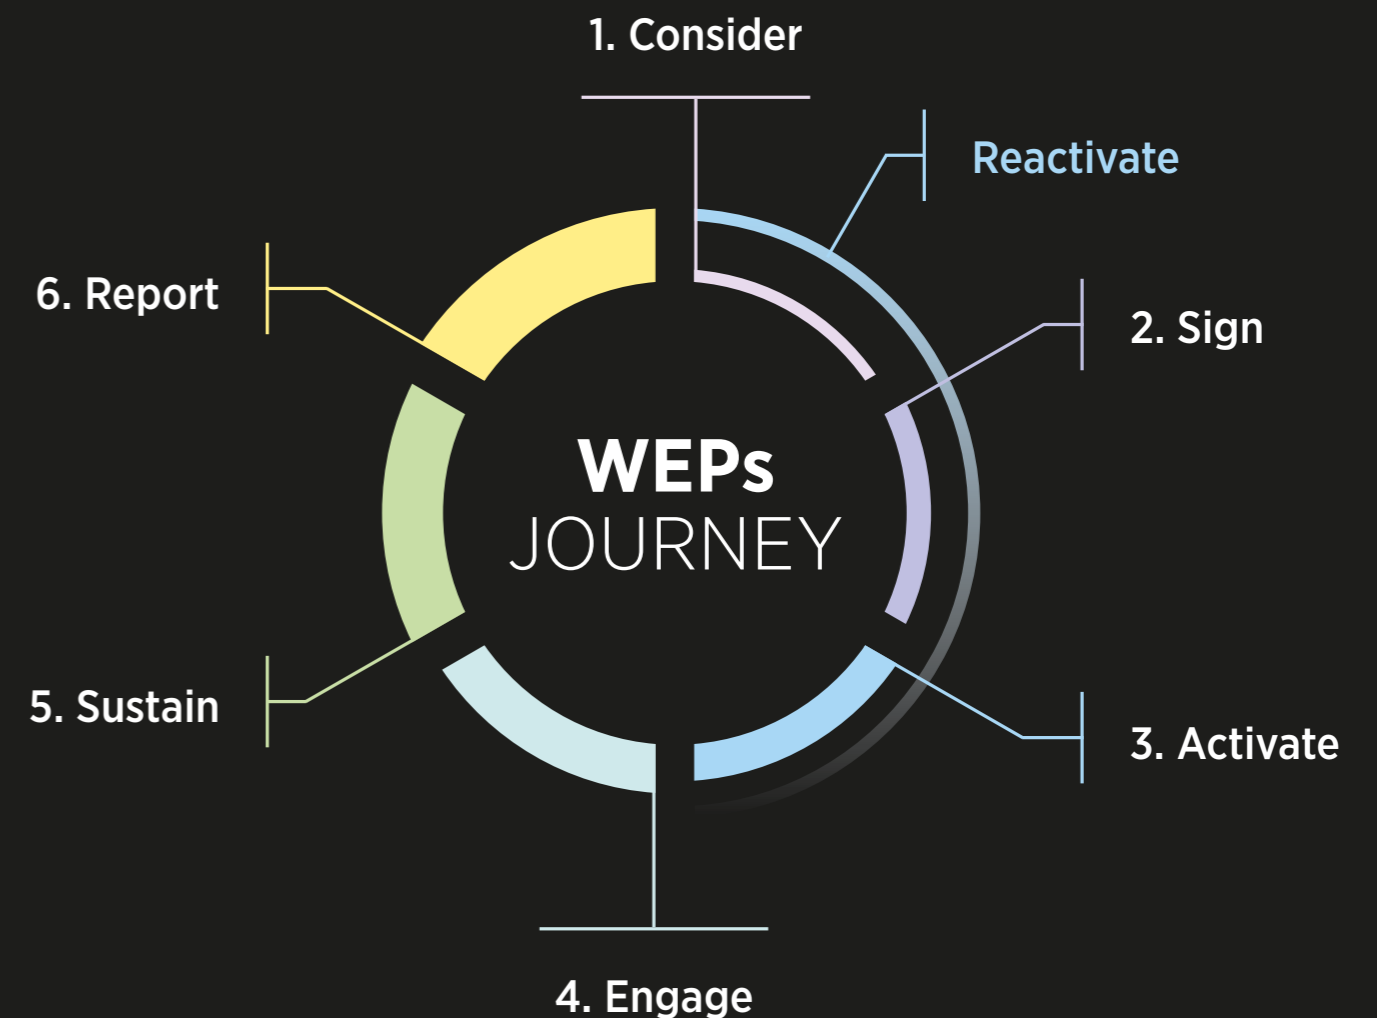 1. Consider
Reactivate
2. Sign
3. Activate
4. Engage
5. Sustain
6. Report
WEPs
JOURNEY